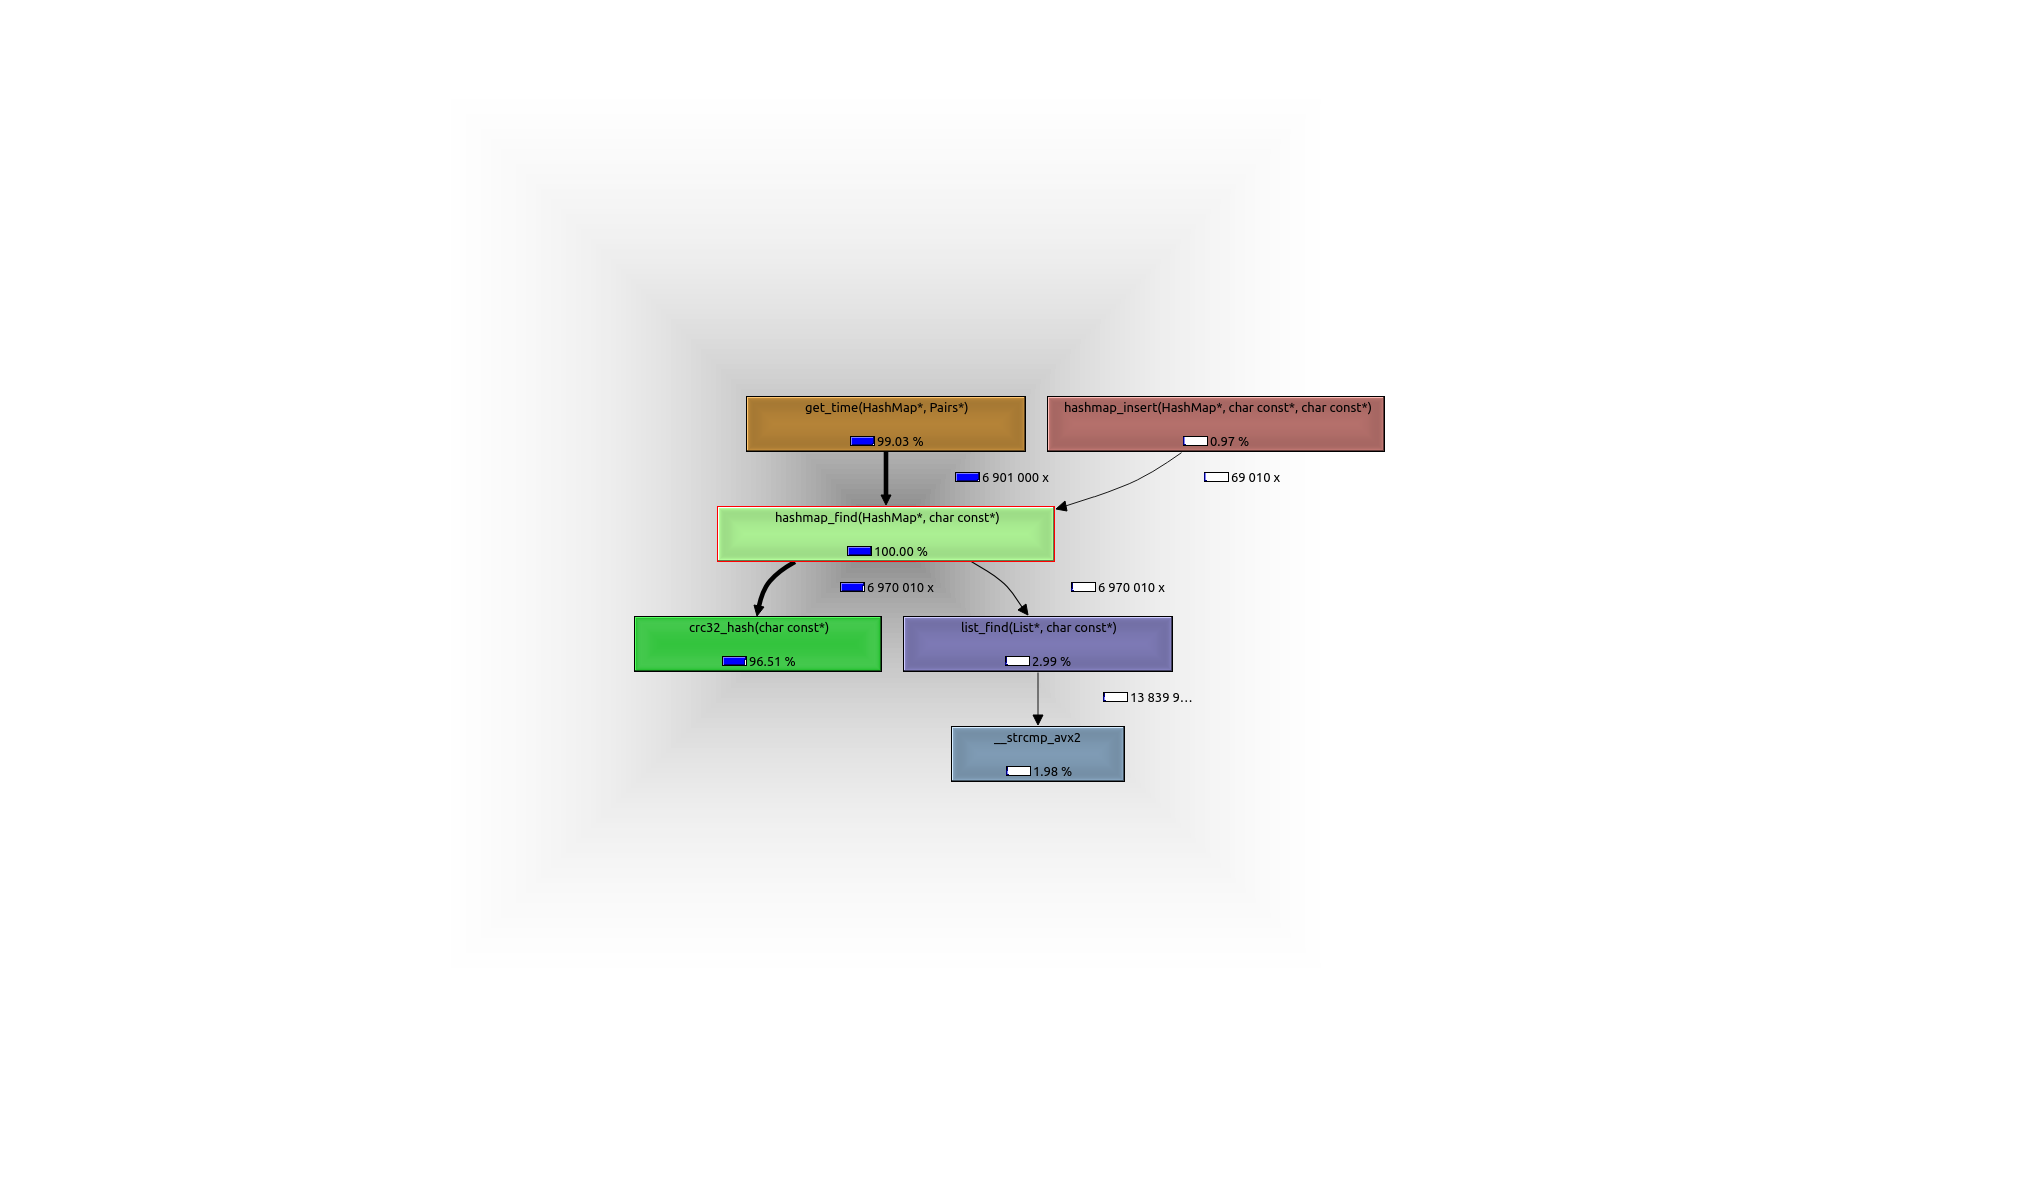 get_time(HashMap*, Pairs*)
99.03 %
hashmap_insert(HashMap*, char const*, char const*)
0.97 %
6 901 000 x
69 010 x
hashmap_find(HashMap*, char const*)
100.00 %
6 970 010 x
6 970 010 x
crc32_hash(char const*)
96.51 %
list_find(List*, char const*)
2.99 %
13 839 9...
__strcmp_avx2
1.98 %